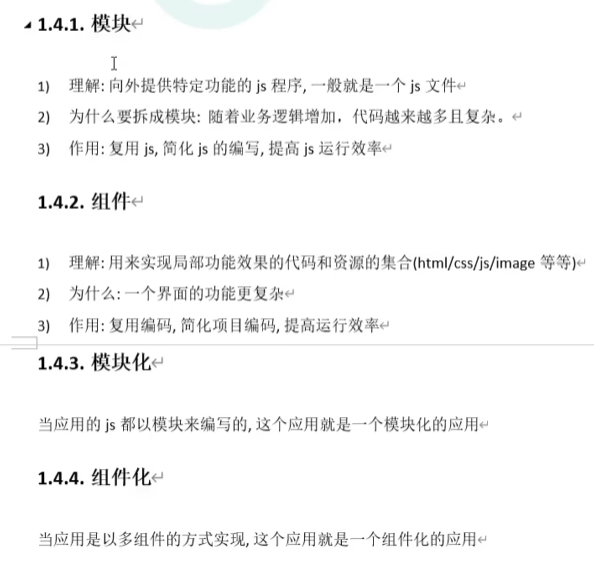 1.4.1. 模块
1) 理解: 向外提供特定功能的 js 程序, 一般就是一个 js 文件
2) 为什么要拆成模块: 随着业务逻辑增加，代码越来越多且复杂。
3) 作用: 复用 js, 简化 js 的编写, 提高 js 运行效率
1.4.2. 组件
1) 理解: 用来实现局部功能效果的代码和资源的集合(html/css/js/image 等等)
2) 为什么: 一个界面的功能更复杂
3) 作用: 复用编码, 简化项目编码, 提高运行效率
1.4.3. 模块化
当应用的 js 都以模块来编写的, 这个应用就是一个模块化的应用
1.4.4. 组件化
当应用是以多组件的方式实现, 这个应用就是一个组件化的应用